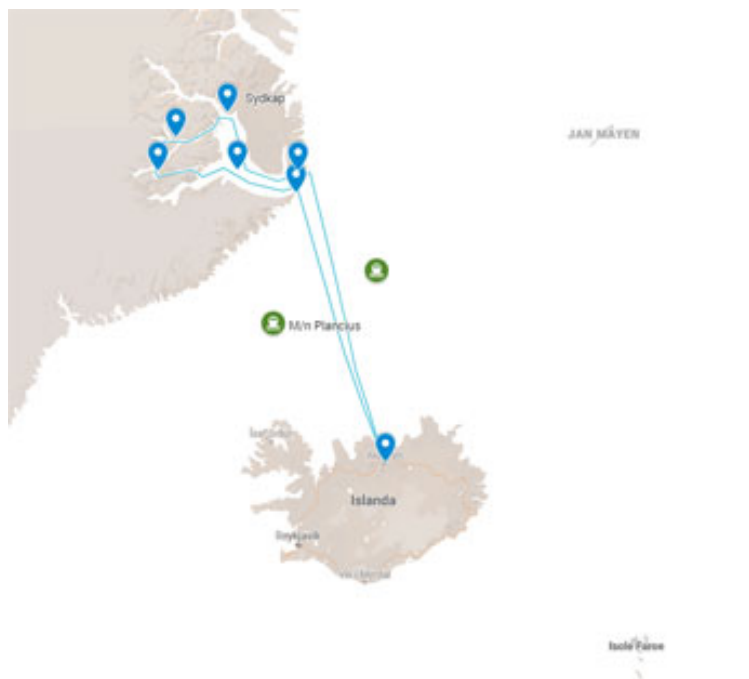 Sydkap
JAN MAYEN
M/n Plancius
Islanda
Reykjavik
Isole Faroe